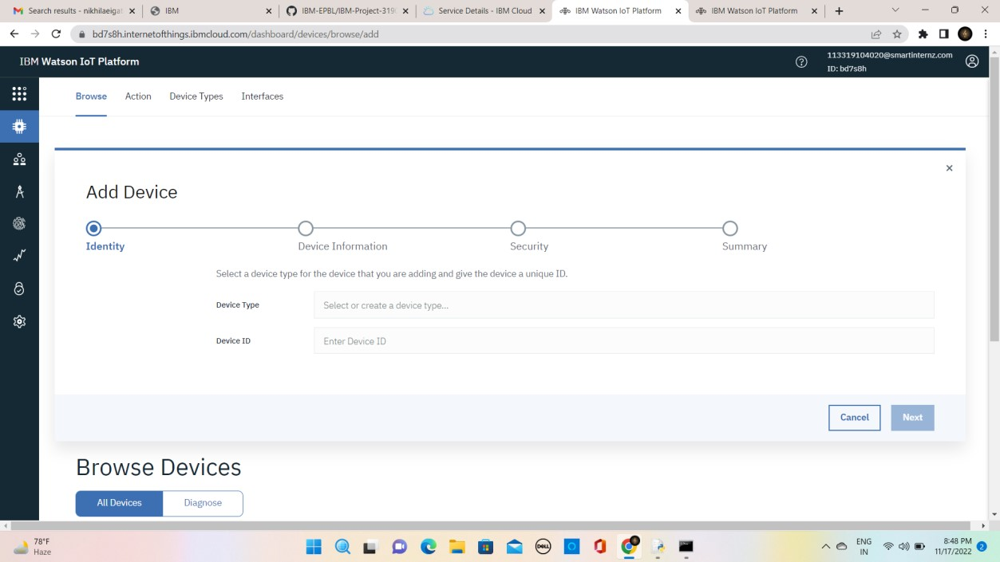 Search results - nikhilaeigat
IBM
IBM-EPBL/IBM-Project-3190
Service Details - IBM Cloud
IBM Watson IoT Platform
IBM Watson IoT Platform
bd7s8h.internetofthings.ibmcloud.com/dashboard/devices/browse/add
IBM Watson IoT Platform
113319104020@smartinternz.com
ID: bd7s8h
Browse Action Device Types Interfaces
Add Device
Identity Device Information Security Summary
Select a device type for the device that you are adding and give the device a unique ID.
Device Type Select or create a device type...
Device ID Enter Device ID
Cancel Next
Browse Devices
All Devices Diagnose
78°F
Haze
DELL
ENG
IN
8:48 PM
11/17/2022
2